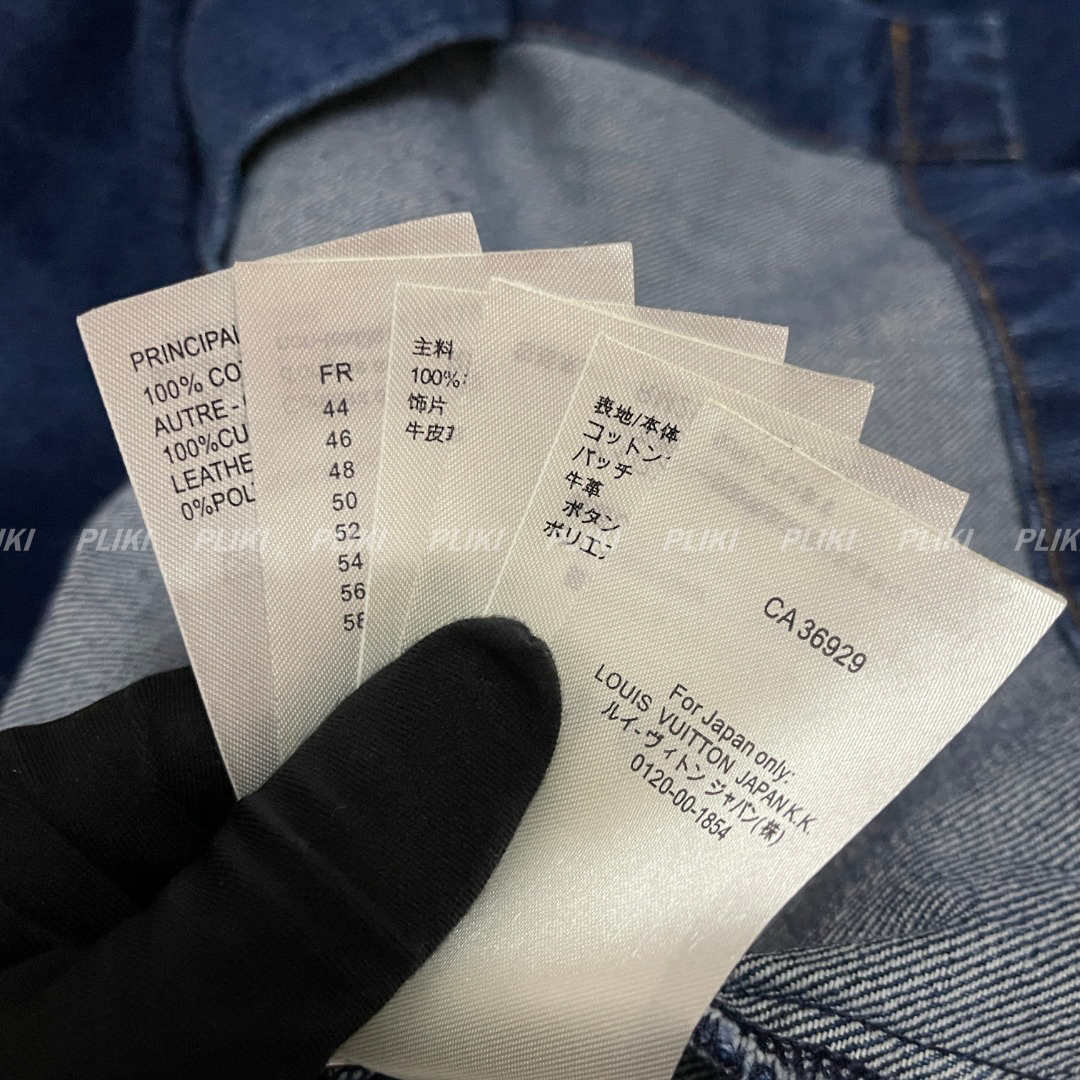 PRINCIPAL
100% CO
AUTRE -
100%CU
LEATHE
0%POL
FR
44
46
48
50
52
54
56
58
主料
100%
饰片
牛皮
表地/本体
コットン
パッチ
牛革
ボタン
ポリエ
CA 36929
For Japan only:
LOUIS VUITTON JAPAN K.K.
ルイ-ヴィトン ジャパン(株)
0120-00-1854
PLIKI PLIKI PLIKI PLIKI PLIKI PLIKI PLIKI PLIKI